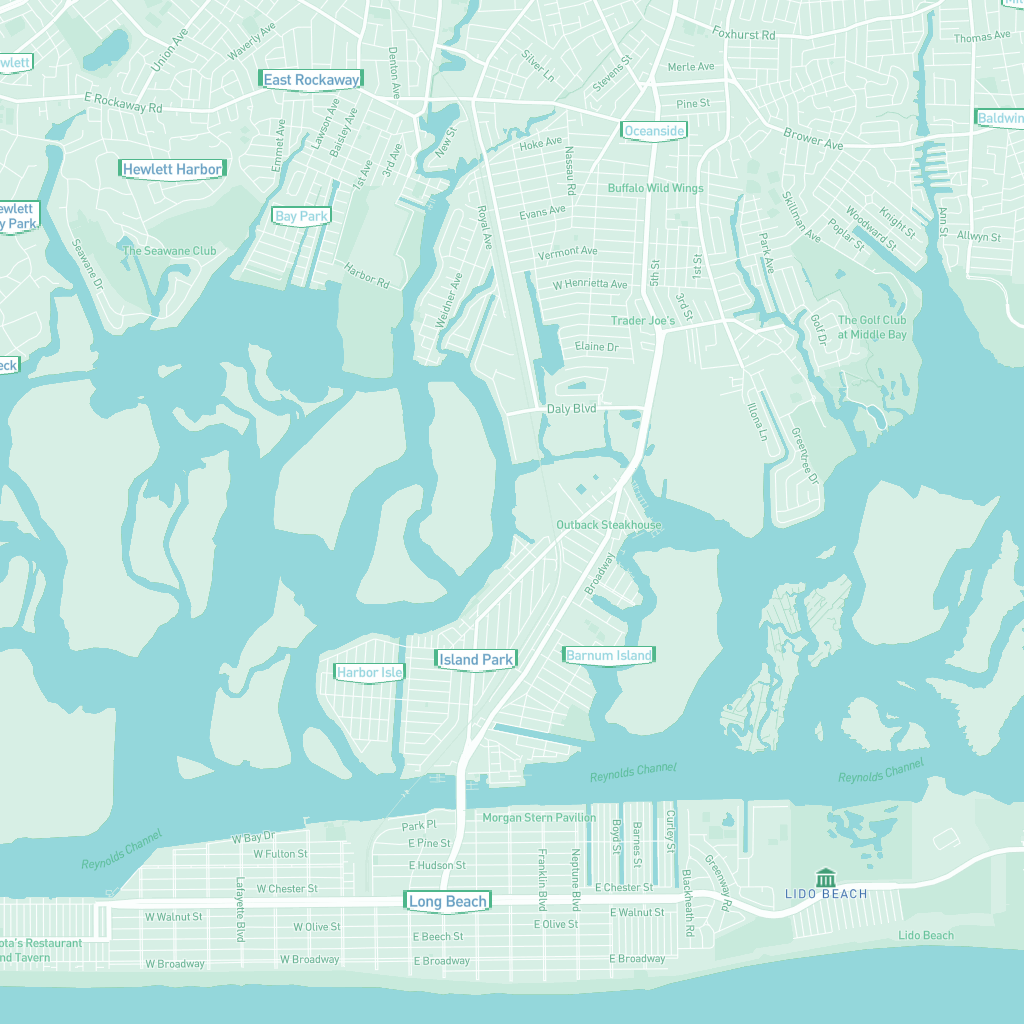 Foxhurst Rd
Thomas Ave
Union Ave
Waverly Ave
Denton Ave
Silver Ln
Stevens St
Merle Ave
East Rockaway
E Rockaway Rd
Pine St
Baldwin
Oceanside
Brower Ave
Lawson Ave
Baisley Ave
Emmet Ave
New St
Hoke Ave
3rd Ave
1st Ave
Nassau Rd
Hewlett Harbor
Buffalo Wild Wings
Bay Park
Evans Ave
Royal Ave
Skillman Ave
Woodward St
Knight St
Poplar St
Ann St
Allwyn St
The Seawane Club
Seawane Dr
Harbor Rd
Vermont Ave
Park Ave
W Henrietta Ave
5th St
1st St
3rd St
Weidner Ave
Trader Joe's
Golf Dr
The Golf Club
at Middle Bay
Elaine Dr
Daly Blvd
Illona Ln
Greentree Dr
Outback Steakhouse
Broadway
Island Park
Barnum Island
Harbor Isle
Reynolds Channel
Reynolds Channel
Reynolds Channel
Morgan Stern Pavilion
Park Pl
W Bay Dr
E Pine St
W Fulton St
E Hudson St
Boyd St
Barnes St
Curley St
Franklin Blvd
Neptune Blvd
Greenway Rd
W Chester St
E Chester St
Lafayette Blvd
Blackheath Rd
LIDO BEACH
Long Beach
W Walnut St
E Walnut St
W Olive St
E Olive St
E Beech St
Lido Beach
W Broadway
W Broadway
E Broadway
E Broadway